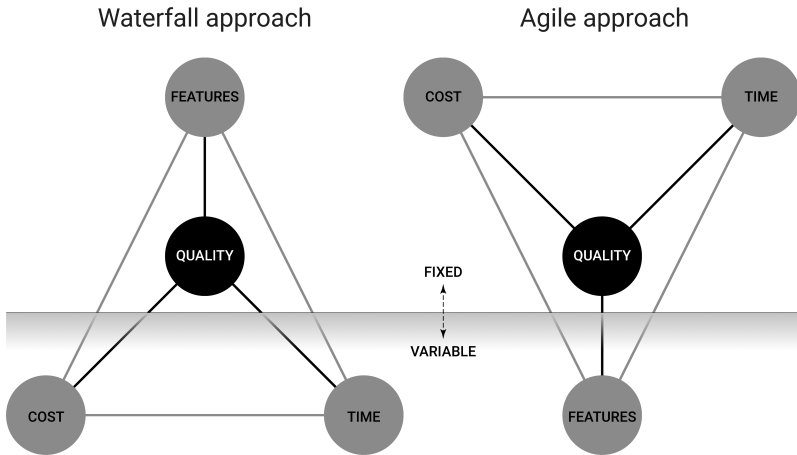 Waterfall approach
Agile approach
FEATURES
COST
TIME
QUALITY
QUALITY
FIXED
VARIABLE
COST
TIME
FEATURES